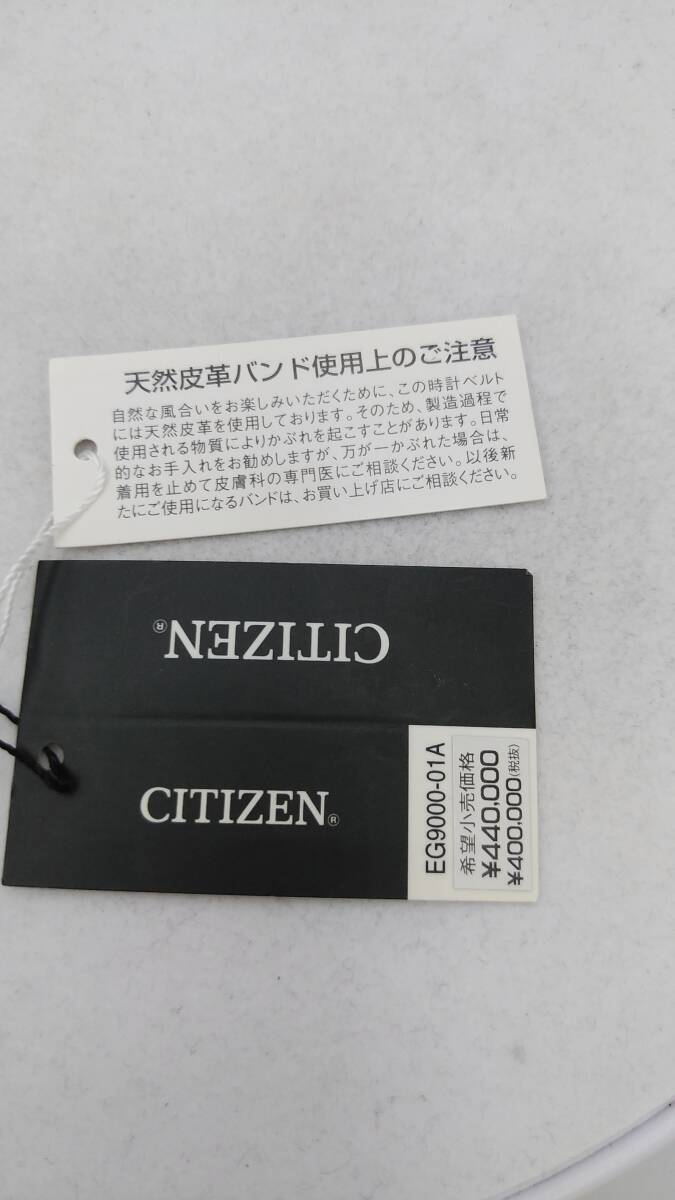 天然皮革バンド使用上のご注意
自然な風合いをお楽しみいただくために、この時計ベルト
には天然皮革を使用しております。そのため、製造過程で
使用される物質によりかぶれを起こすことがあります。日常
的なお手入れをお勧めしますが、万が一かぶれた場合は、
着用を止めて皮膚科の専門医にご相談ください。以後新
たにご使用になるバンドは、お買い上げ店にご相談ください。
CITIZEN®
CITIZEN®
EG9000-01A
希望小売価格
¥440,000
¥400,000(税抜)